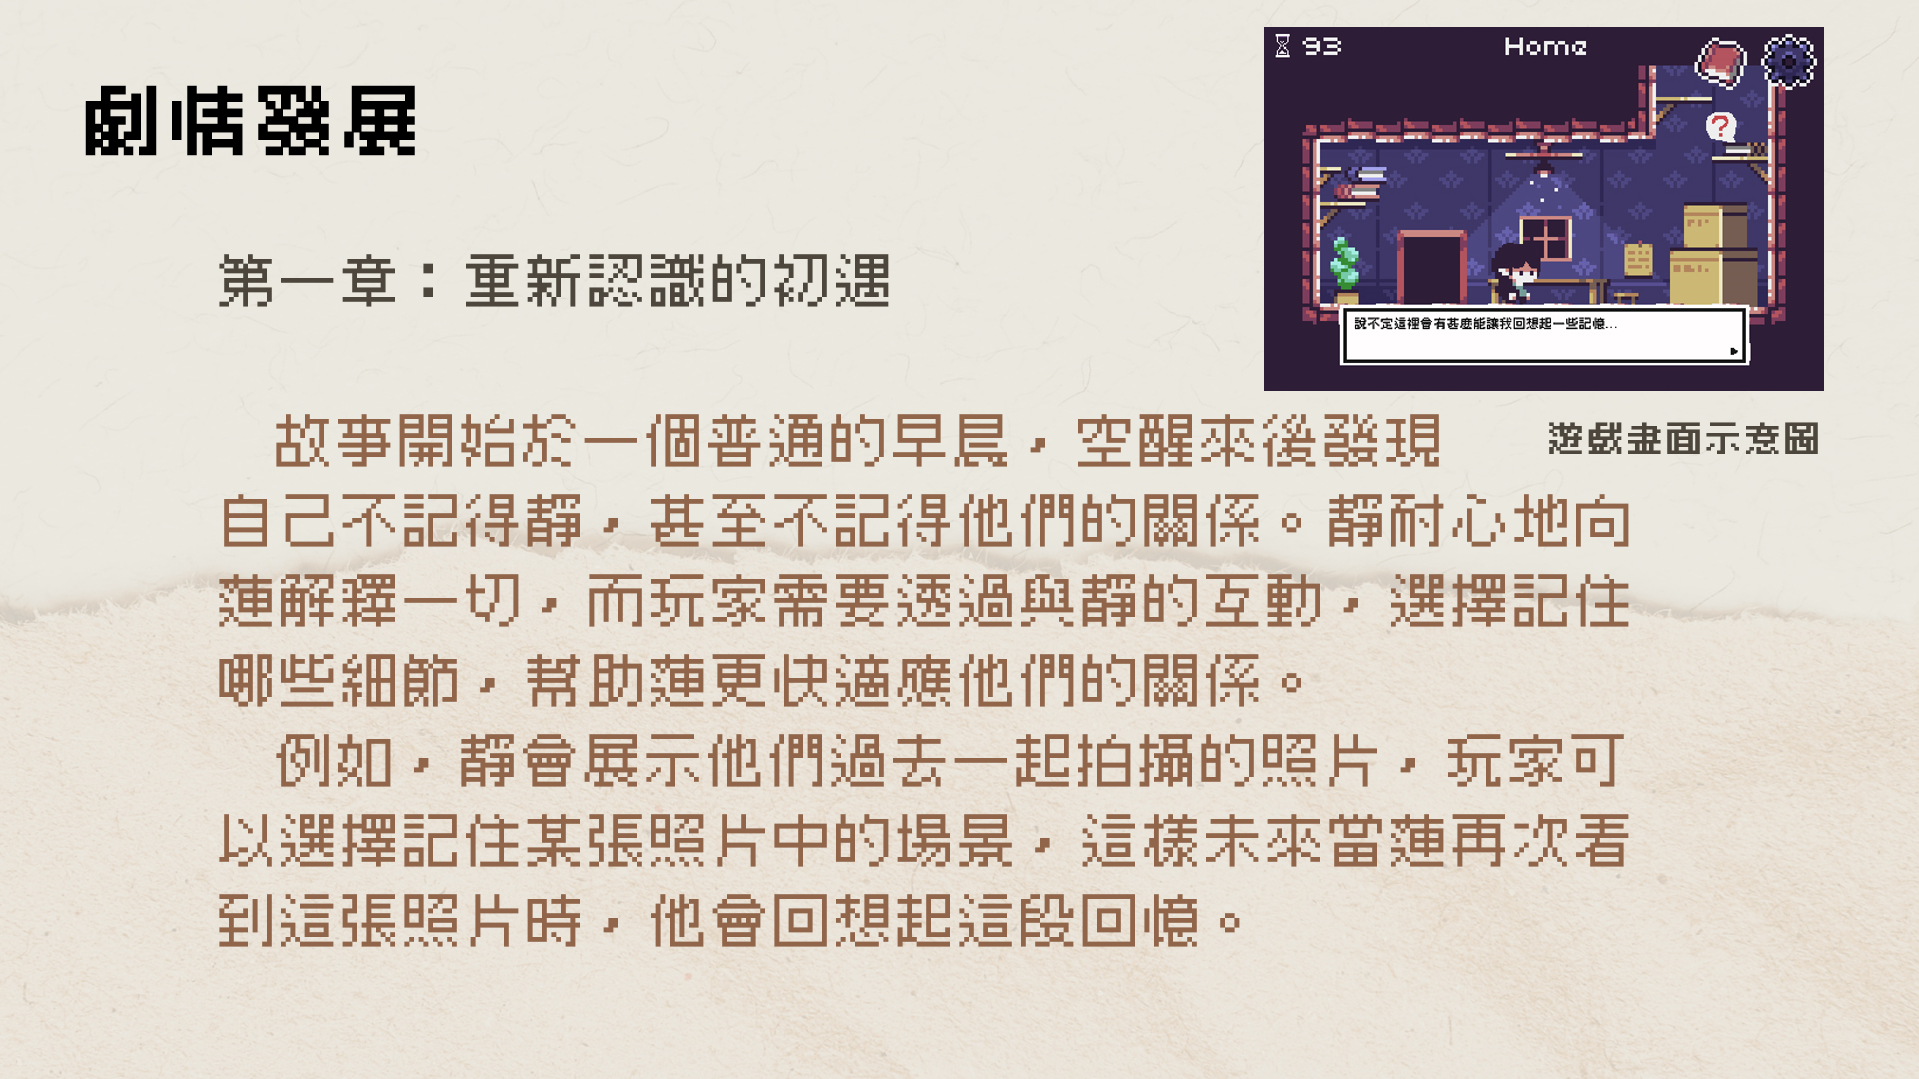 劇情發展
93
Home
?
說不定這裡會有甚麼能讓我回想起一些記憶...
第一章：重新認識的初遇
遊戲畫面示意圖
故事開始於一個普通的早晨，空醒來後發現
自己不記得靜，甚至不記得他們的關係。靜耐心地向
蓮解釋一切，而玩家需要透過與靜的互動，選擇記住
哪些細節，幫助蓮更快適應他們的關係。
例如，靜會展示他們過去一起拍攝的照片，玩家可
以選擇記住某張照片中的場景，這樣未來當蓮再次看
到這張照片時，他會回想起這段回憶。